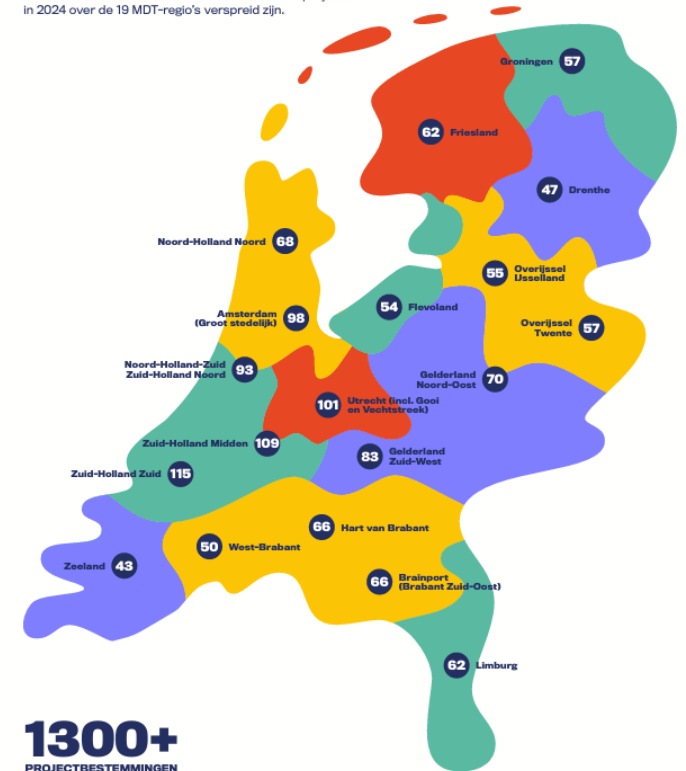 in 2024 over de 19 MDT-regio's verspreid zijn.
Groningen 57
62 Friesland
47 Drenthe
Noord-Holland Noord 68
55 Overijssel
IJsselland
54 Flevoland
Amsterdam
(Groot stedelijk) 98
Overijssel
Twente 57
Noord-Holland-Zuid
Zuid-Holland Noord 93
Gelderland
Noord-Oost 70
101 Utrecht (incl. Gooi
en Vechtstreek)
Zuid-Holland Midden 109
83 Gelderland
Zuid-West
Zuid-Holland Zuid 115
66 Hart van Brabant
50 West-Brabant
Zeeland 43
66 Brainport
(Brabant Zuid-Oost)
62 Limburg
1300+
PROJECTBESTEMMINGEN